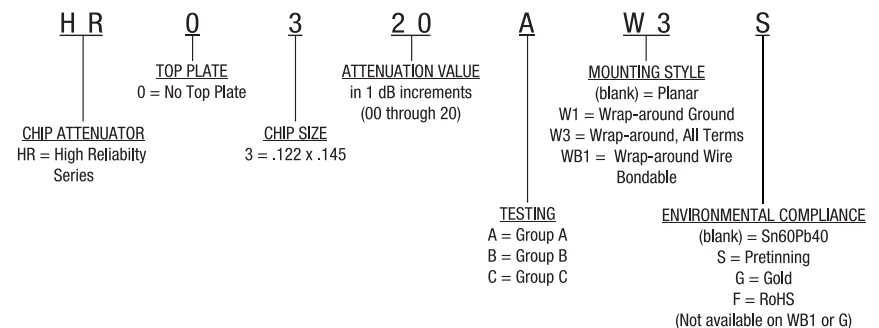 H R 0 3 2 0 A W 3 S
TOP PLATE
0 = No Top Plate
ATTENUATION VALUE
in 1 dB increments
(00 through 20)
MOUNTING STYLE
(blank) = Planar
W1 = Wrap-around Ground
W3 = Wrap-around, All Terms
WB1 = Wrap-around Wire
Bondable
CHIP ATTENUATOR
HR = High Reliabilty
Series
CHIP SIZE
3 = .122 x .145
TESTING
A = Group A
B = Group B
C = Group C
ENVIRONMENTAL COMPLIANCE
(blank) = Sn60Pb40
S = Pretinning
G = Gold
F = RoHS
(Not available on WB1 or G)